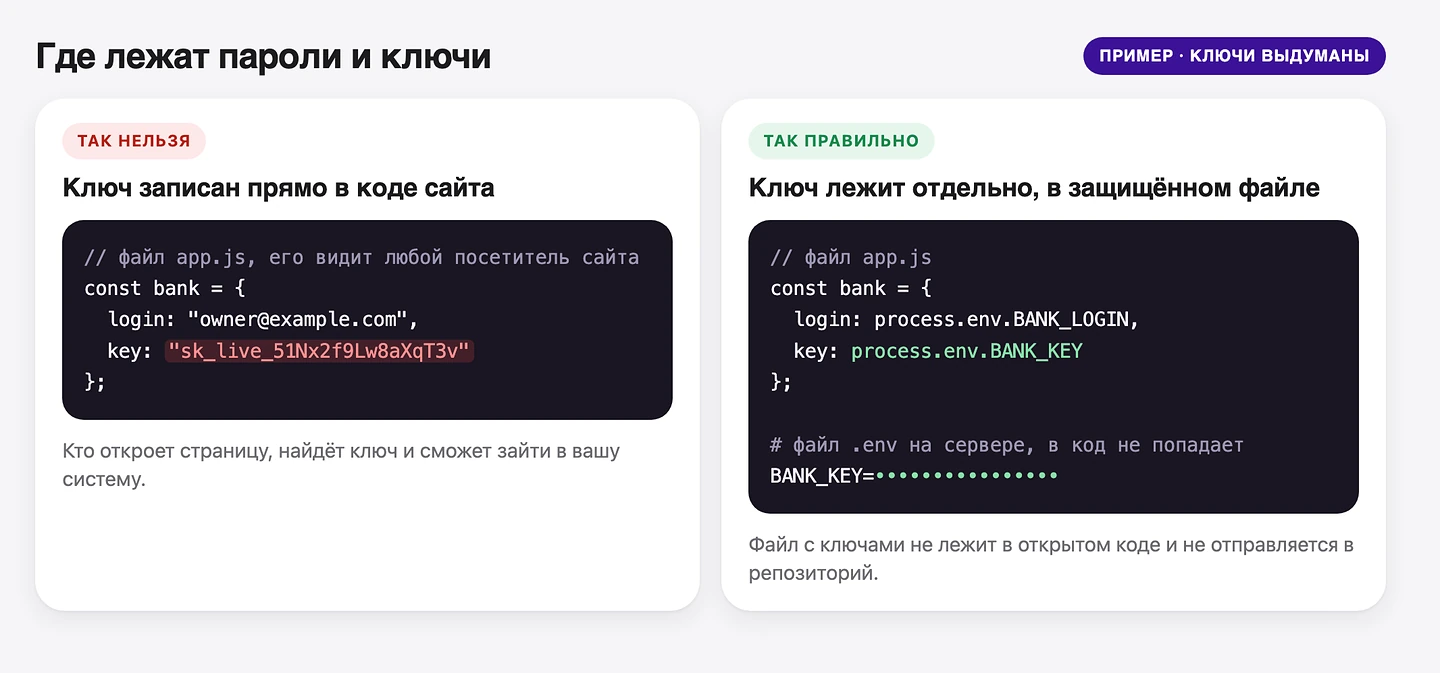 Где лежат пароли и ключи
ПРИМЕР · КЛЮЧИ ВЫДУМАНЫ
ТАК НЕЛЬЗЯ
Ключ записан прямо в коде сайта
// файл app.js, его видит любой посетитель сайта
const bank = {
  login: "owner@example.com",
  key: "sk_live_51Nx2f9Lw8aXqT3v"
};
Кто откроет страницу, найдёт ключ и сможет зайти в вашу
систему.
ТАК ПРАВИЛЬНО
Ключ лежит отдельно, в защищённом файле
// файл app.js
const bank = {
  login: process.env.BANK_LOGIN,
  key: process.env.BANK_KEY
};
# файл .env на сервере, в код не попадает
BANK_KEY=••••••••••••••••
Файл с ключами не лежит в открытом коде и не отправляется в
репозиторий.